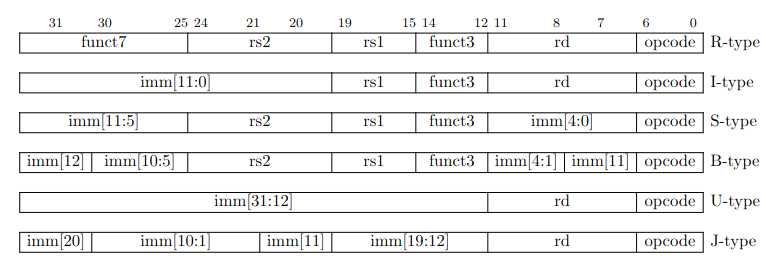 31 30 25 24 21 20 19 15 14 12 11 8 7 6 0
funct7 rs2 rs1 funct3 rd opcode R-type
imm[11:0] rs1 funct3 rd opcode I-type
imm[11:5] rs2 rs1 funct3 imm[4:0] opcode S-type
imm[12] imm[10:5] rs2 rs1 funct3 imm[4:1] imm[11] opcode B-type
imm[31:12] rd opcode U-type
imm[20] imm[10:1] imm[11] imm[19:12] rd opcode J-type